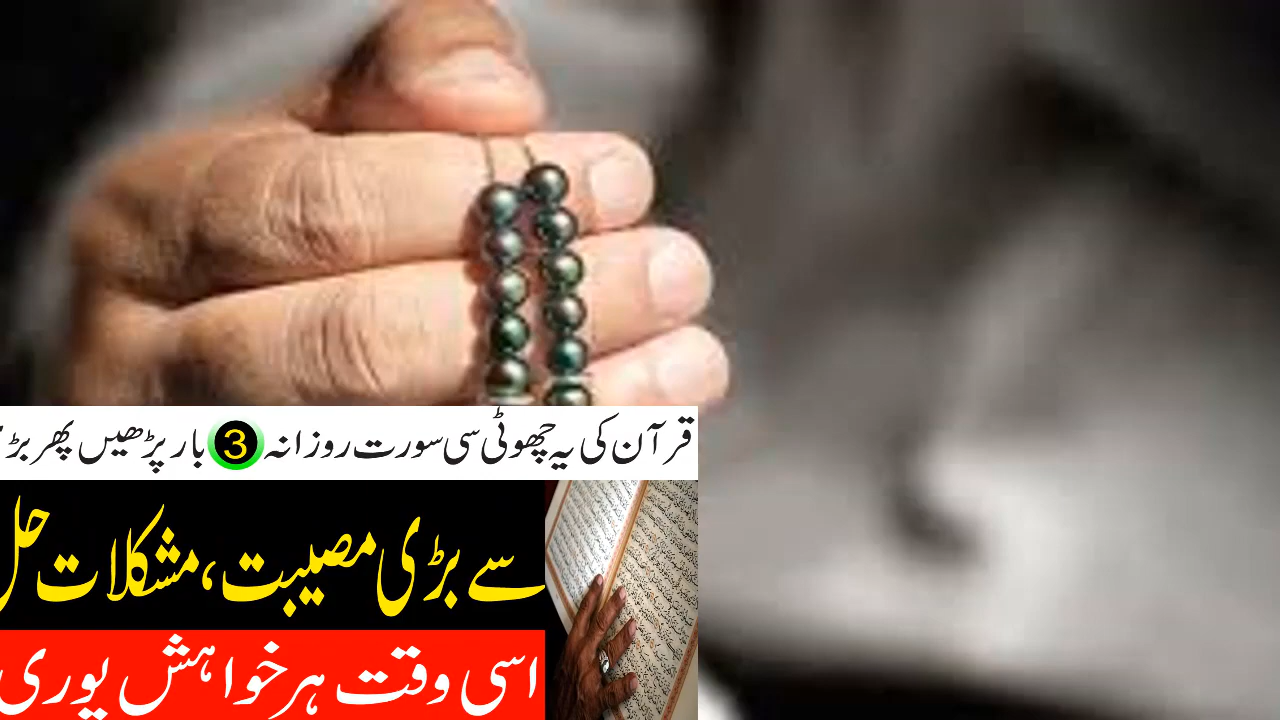 قرآن کی یہ چھوٹی سی سورت روزانہ 3 بار پڑھیں پھر بڑی
سے بڑی مصیبت، مشکلات حل
اسی وقت ہر خواہش پوری